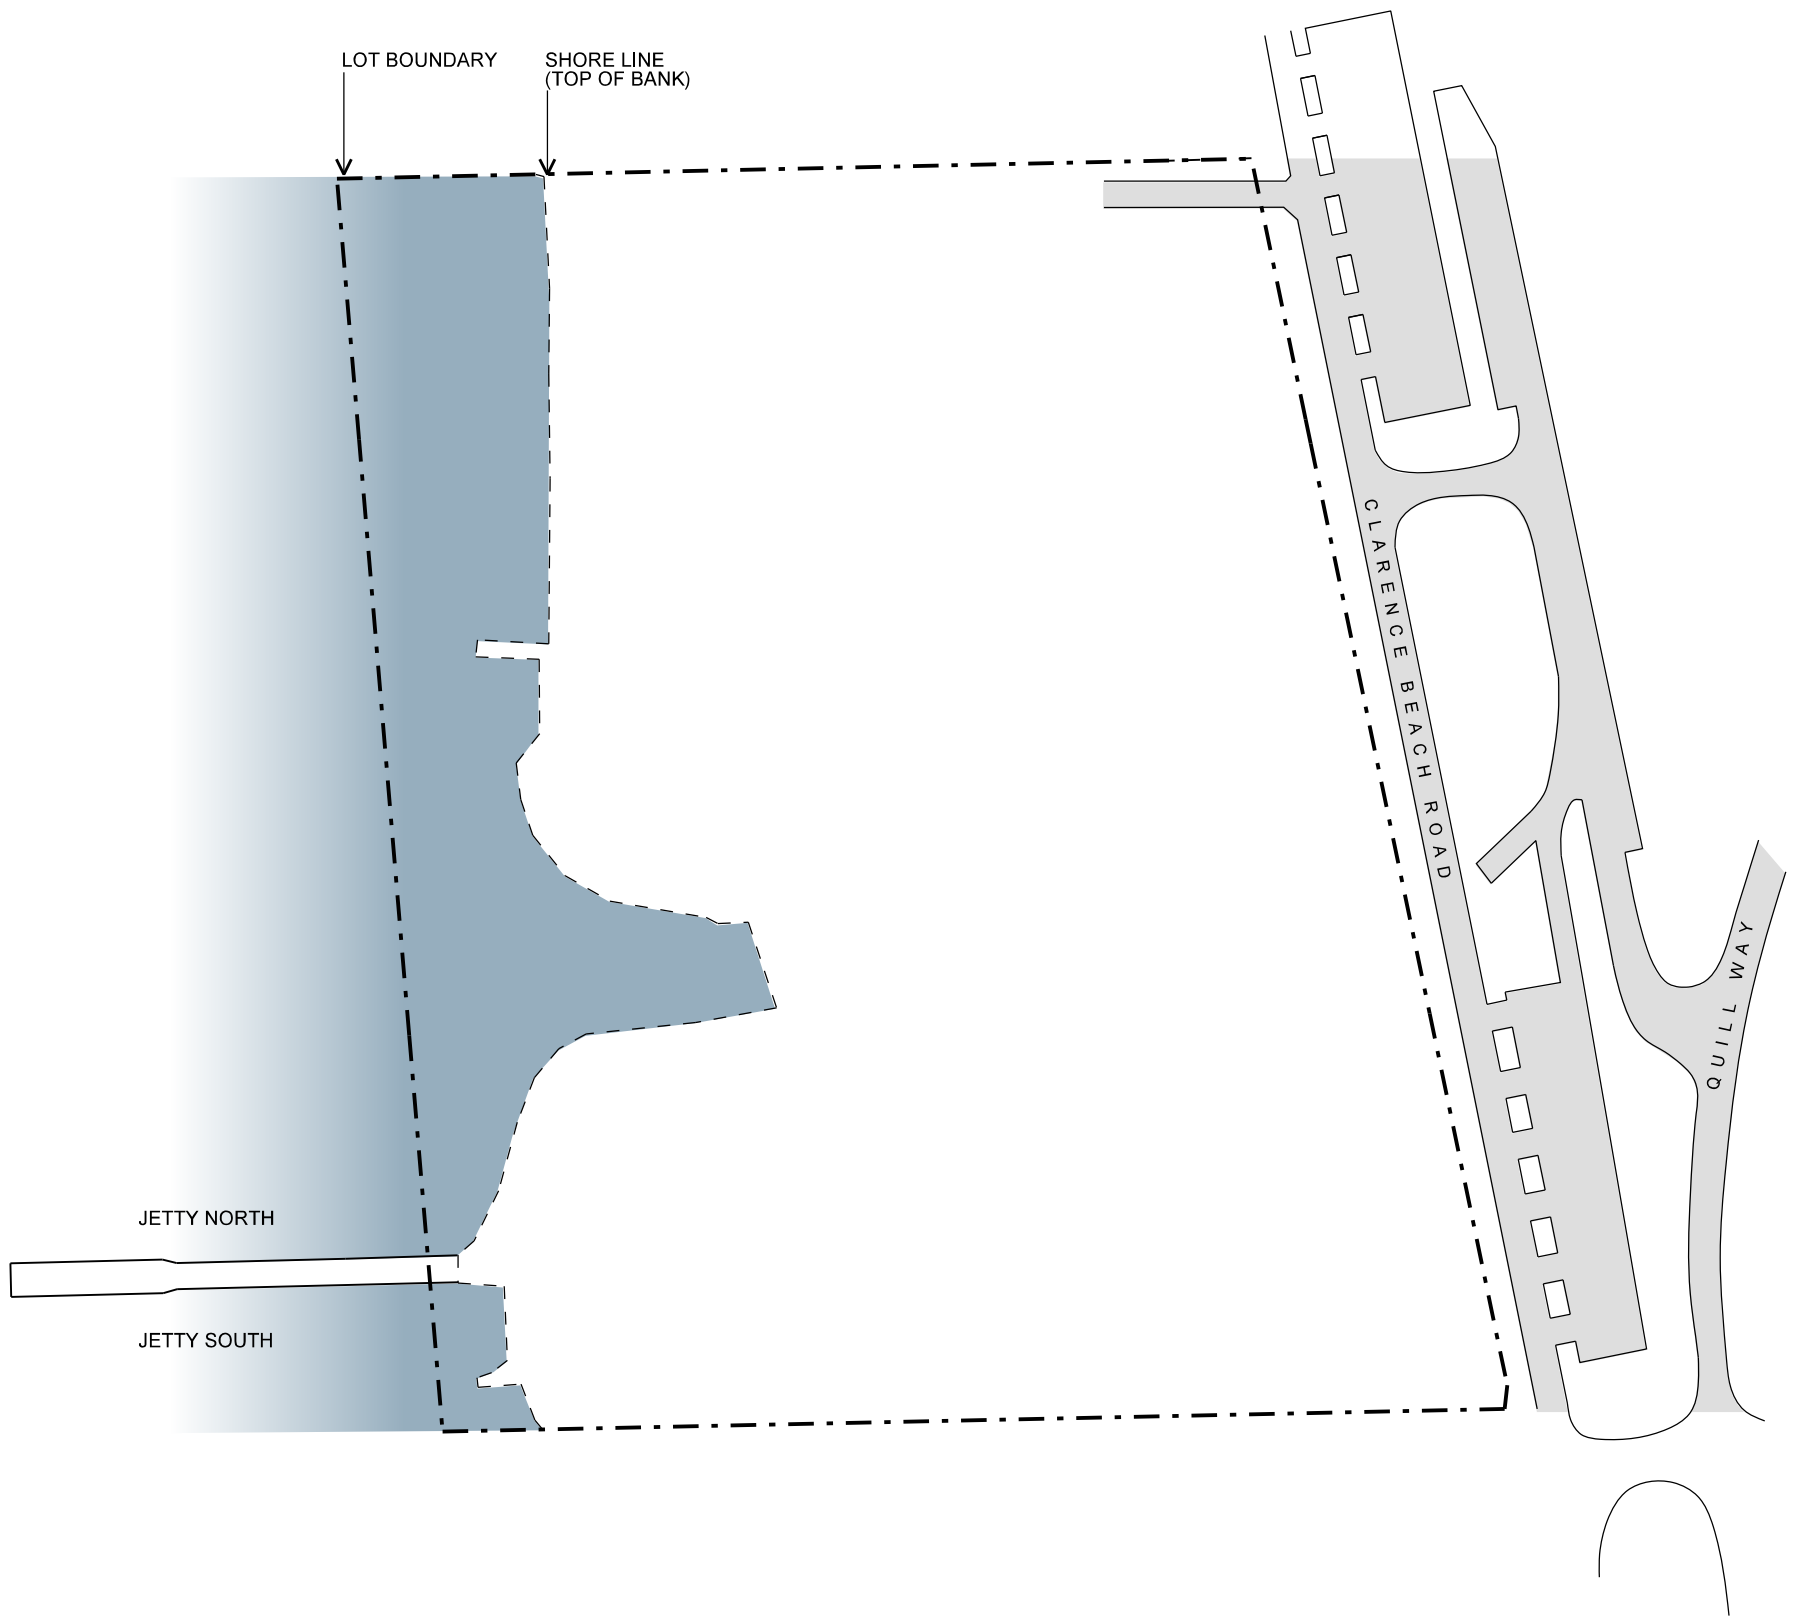 LOT BOUNDARY
SHORE LINE
(TOP OF BANK)
CLARENCE BEACH ROAD
QUILL WAY
JETTY NORTH
JETTY SOUTH